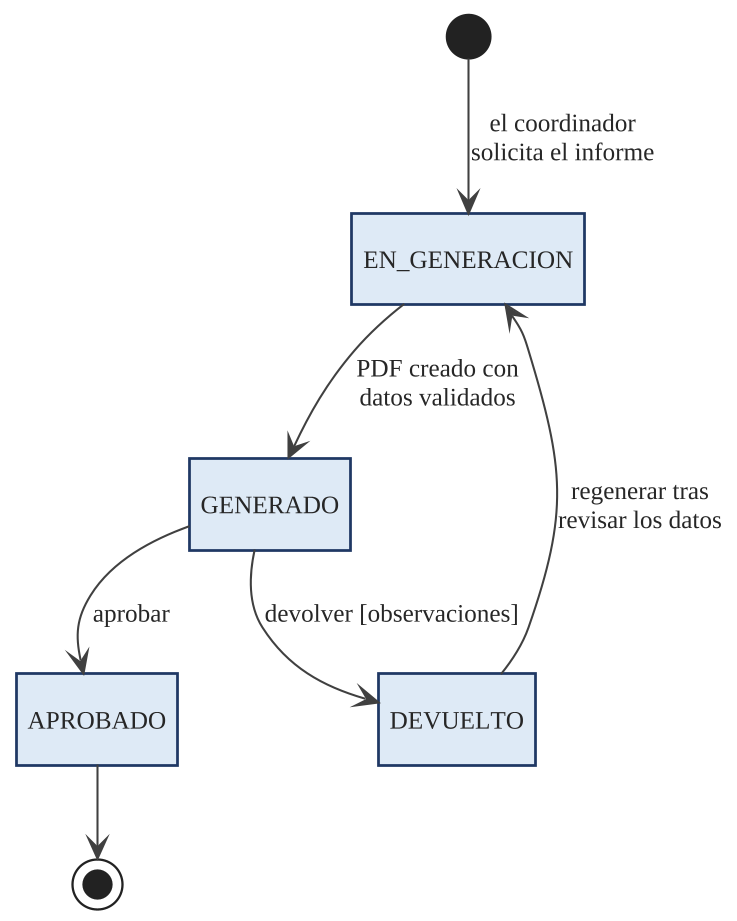 el coordinador
solicita el informe
EN_GENERACION
PDF creado con
datos validados
GENERADO
regenerar tras
revisar los datos
aprobar
devolver [observaciones]
APROBADO
DEVUELTO